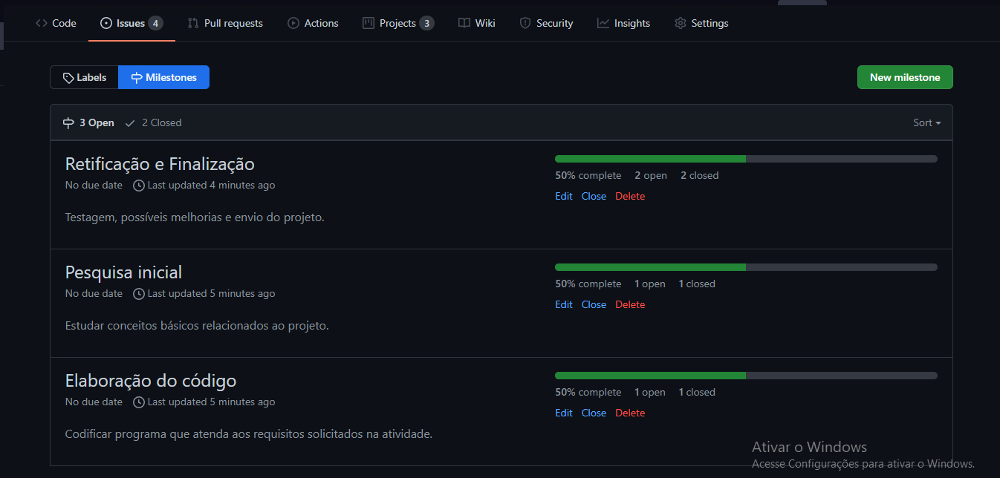 Code Issues 4 Pull requests Actions Projects 3 Wiki Security Insights Settings
Labels Milestones New milestone
3 Open 2 Closed Sort
Retificação e Finalização
No due date Last updated 4 minutes ago
Testagem, possíveis melhorias e envio do projeto.
50% complete 2 open 2 closed
Edit Close Delete
Pesquisa inicial
No due date Last updated 5 minutes ago
Estudar conceitos básicos relacionados ao projeto.
50% complete 1 open 1 closed
Edit Close Delete
Elaboração do código
No due date Last updated 5 minutes ago
Codificar programa que atenda aos requisitos solicitados na atividade.
50% complete 1 open 1 closed
Edit Close Delete
Ativar o Windows
Acesse Configurações para ativar o Windows.